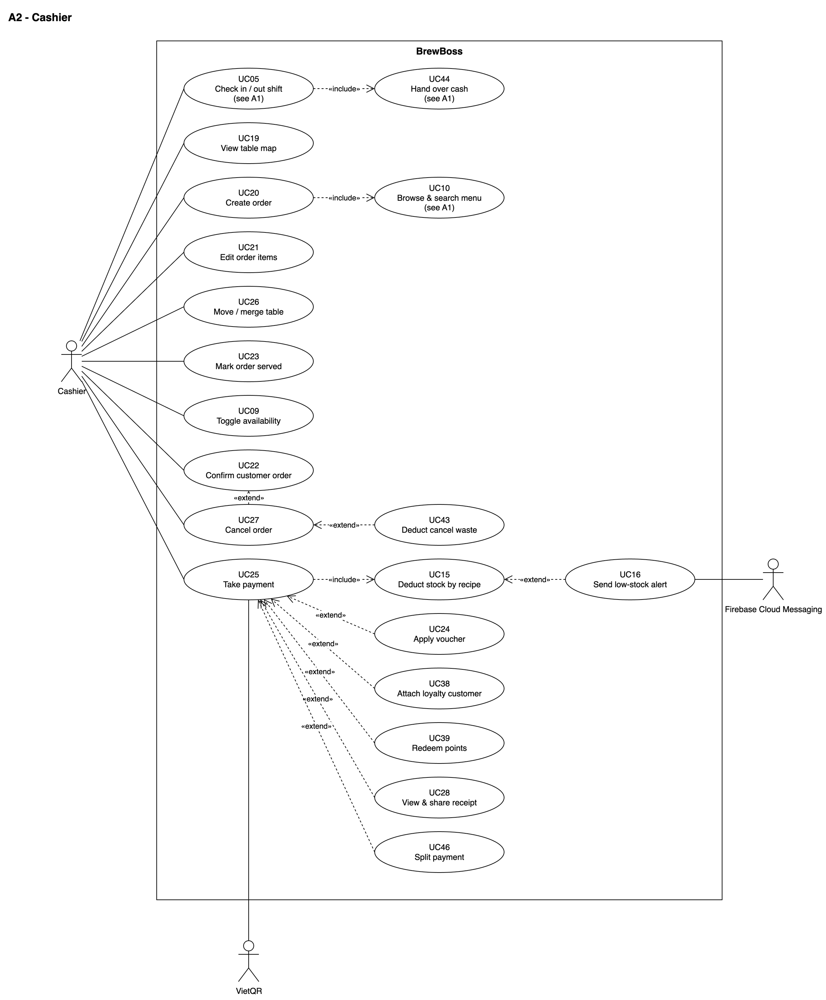 A2 - Cashier
BrewBoss
UC05
Check in / out shift
(see A1)
«include»
UC44
Hand over cash
(see A1)
UC19
View table map
UC20
Create order
«include»
UC10
Browse & search menu
(see A1)
UC21
Edit order items
UC26
Move / merge table
UC23
Mark order served
Cashier
UC09
Toggle availability
UC22
Confirm customer order
«extend»
UC27
Cancel order
«extend»
UC43
Deduct cancel waste
UC25
Take payment
«include»
UC15
Deduct stock by recipe
«extend»
UC16
Send low-stock alert
Firebase Cloud Messaging
«extend»
UC24
Apply voucher
«extend»
«extend»
UC38
Attach loyalty customer
«extend»
«extend»
UC39
Redeem points
UC28
View & share receipt
UC46
Split payment
VietQR